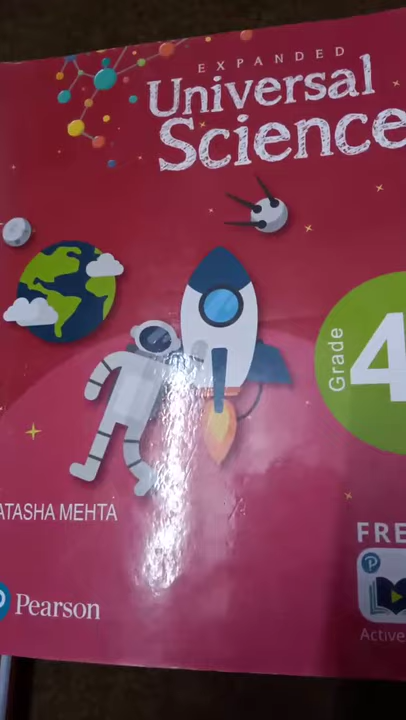 EXPANDED
Universal
Science
Grade
4
ATASHA MEHTA
FRE
Pearson
Active